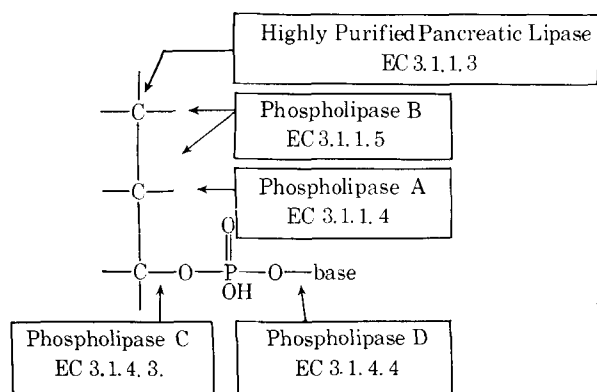 Highly Purified Pancreatic Lipase
EC 3.1.1.3
C
Phospholipase B
EC 3.1.1.5
C
Phospholipase A
EC 3.1.1.4
O
C—O—P—O—base
OH
Phospholipase C
EC 3.1.4.3.
Phospholipase D
EC 3.1.4.4